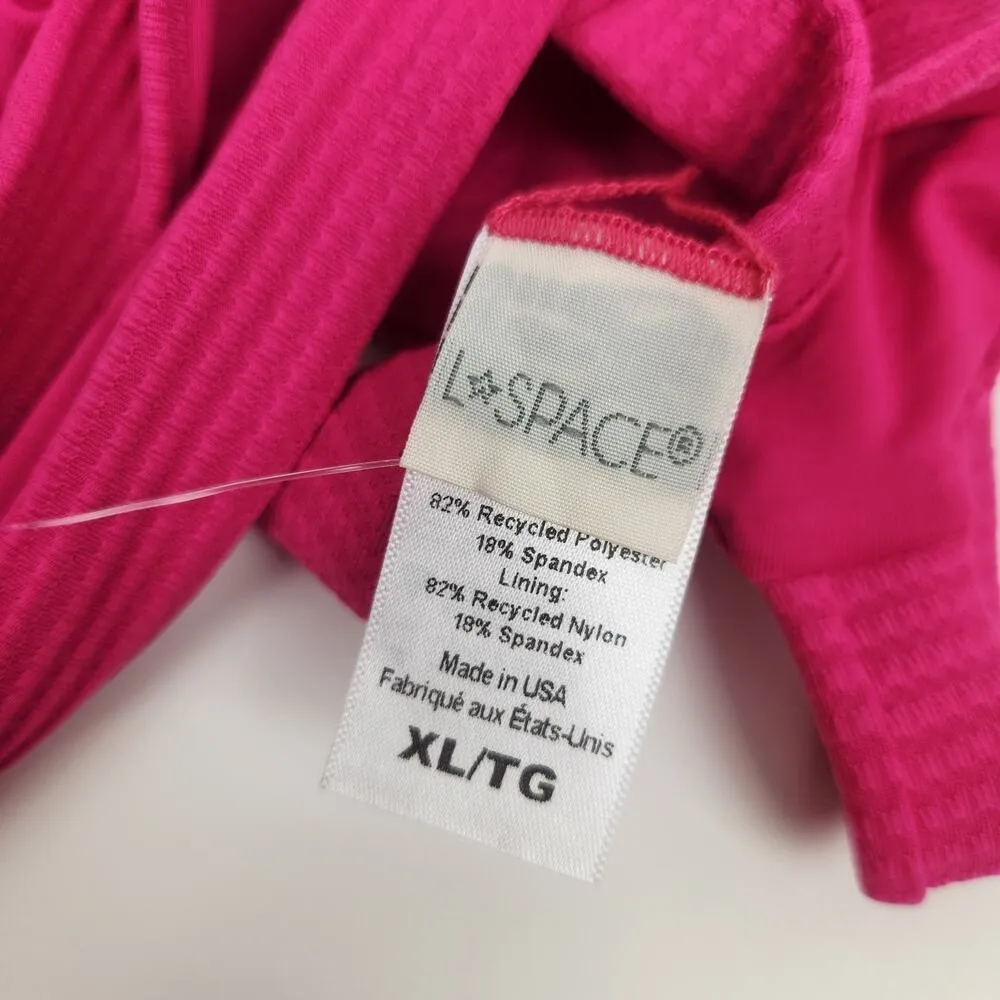 L☆SPACE®
82% Recycled Polyester
18% Spandex
Lining:
82% Recycled Nylon
18% Spandex
Made in USA
Fabriqué aux États-Unis
XL/TG